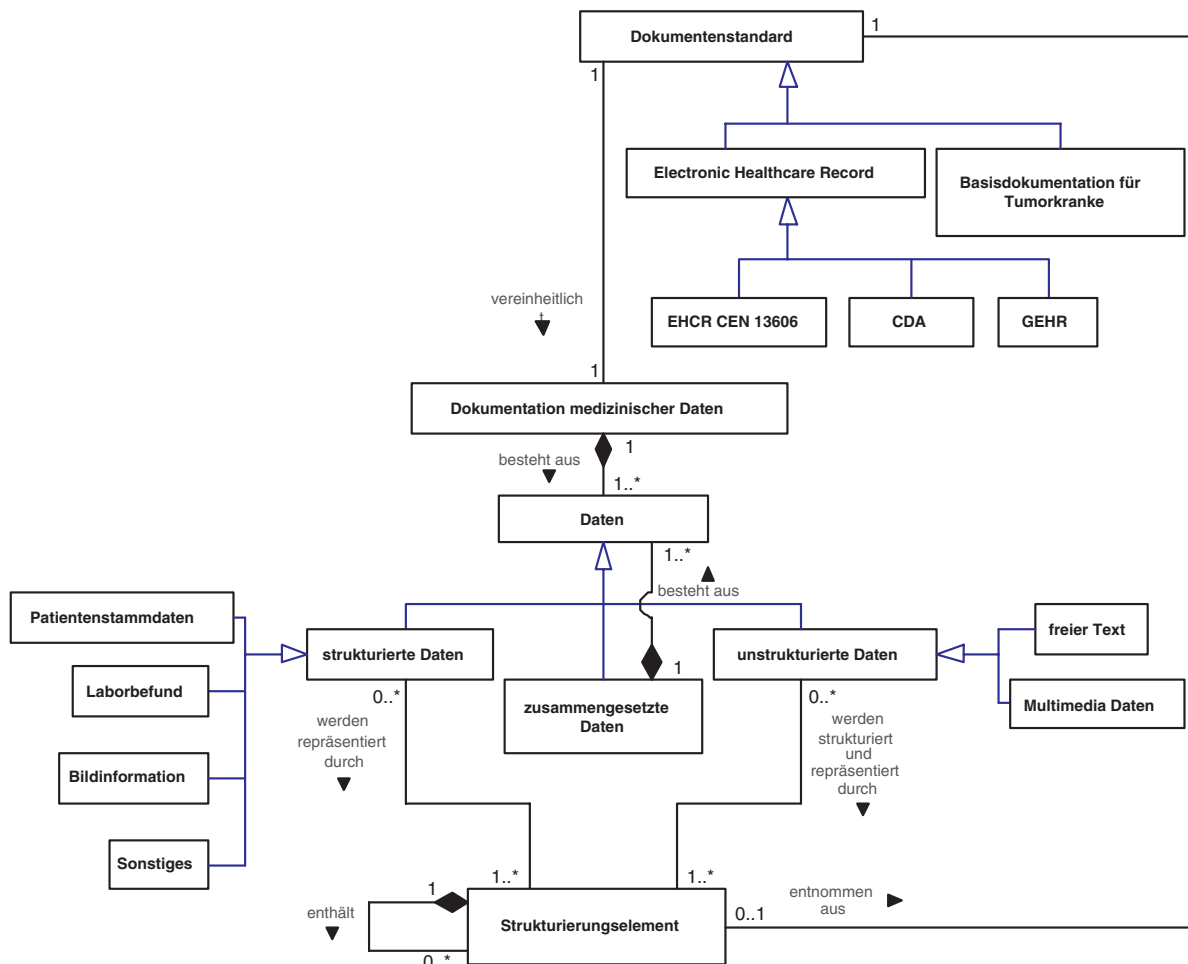 Dokumentenstandard
1
1
Electronic Healthcare Record
Basisdokumentation für
Tumorkranke
EHCR CEN 13606
CDA
GEHR
vereinheitlich
t
1
Dokumentation medizinischer Daten
1
besteht aus
1..*
Daten
1..*
besteht aus
Patientenstammdaten
freier Text
strukturierte Daten
unstrukturierte Daten
1
Laborbefund
0..*
zusammengesetzte
Daten
0..*
Multimedia Daten
werden
repräsentiert
durch
werden
strukturiert
und
repräsentiert
durch
Bildinformation
Sonstiges
1..*
1..*
1
enthält
Strukturierungselement
entnommen
aus
0..1
0..*